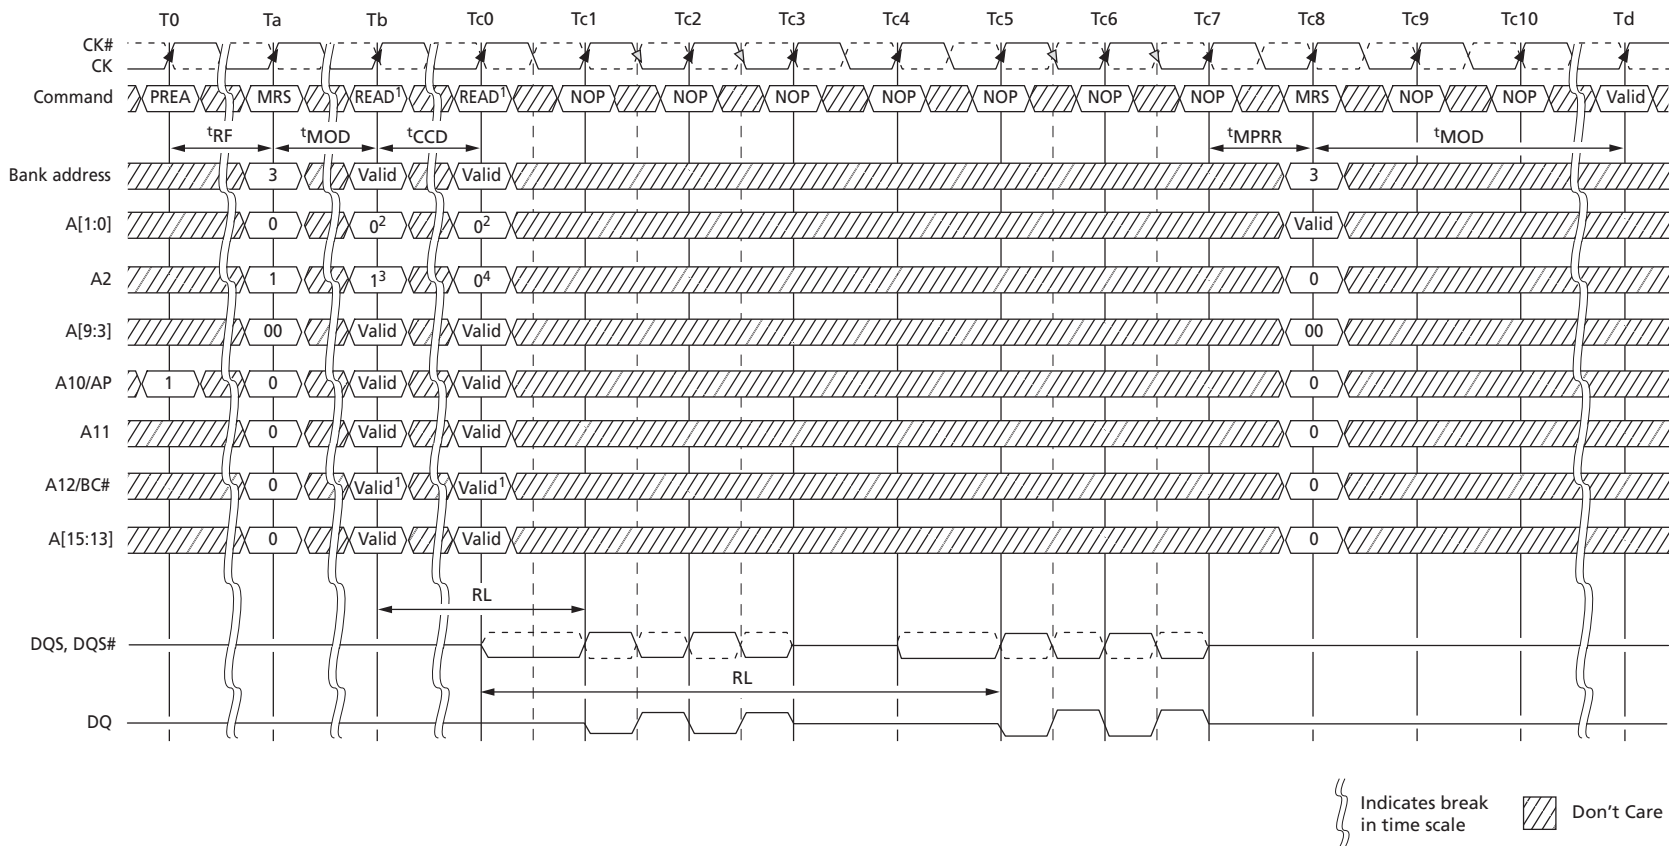 T0 Ta Tb Tc0 Tc1 Tc2 Tc3 Tc4 Tc5 Tc6 Tc7 Tc8 Tc9 Tc10 Td
CK#
CK
Command PREA MRS READ1 READ1 NOP NOP NOP NOP NOP NOP NOP MRS NOP NOP Valid
tRF tMOD tCCD tMPRR tMOD
Bank address 3 Valid Valid 3
A[1:0] 0 0² 0² Valid
A2 1 1³ 0⁴ 0
A[9:3] 00 Valid Valid 00
A10/AP 1 0 Valid Valid 0
A11 0 Valid Valid 0
A12/BC# 0 Valid1 Valid1 0
A[15:13] 0 Valid Valid 0
RL
DQS, DQS#
RL
DQ
Indicates break
in time scale
Don't Care